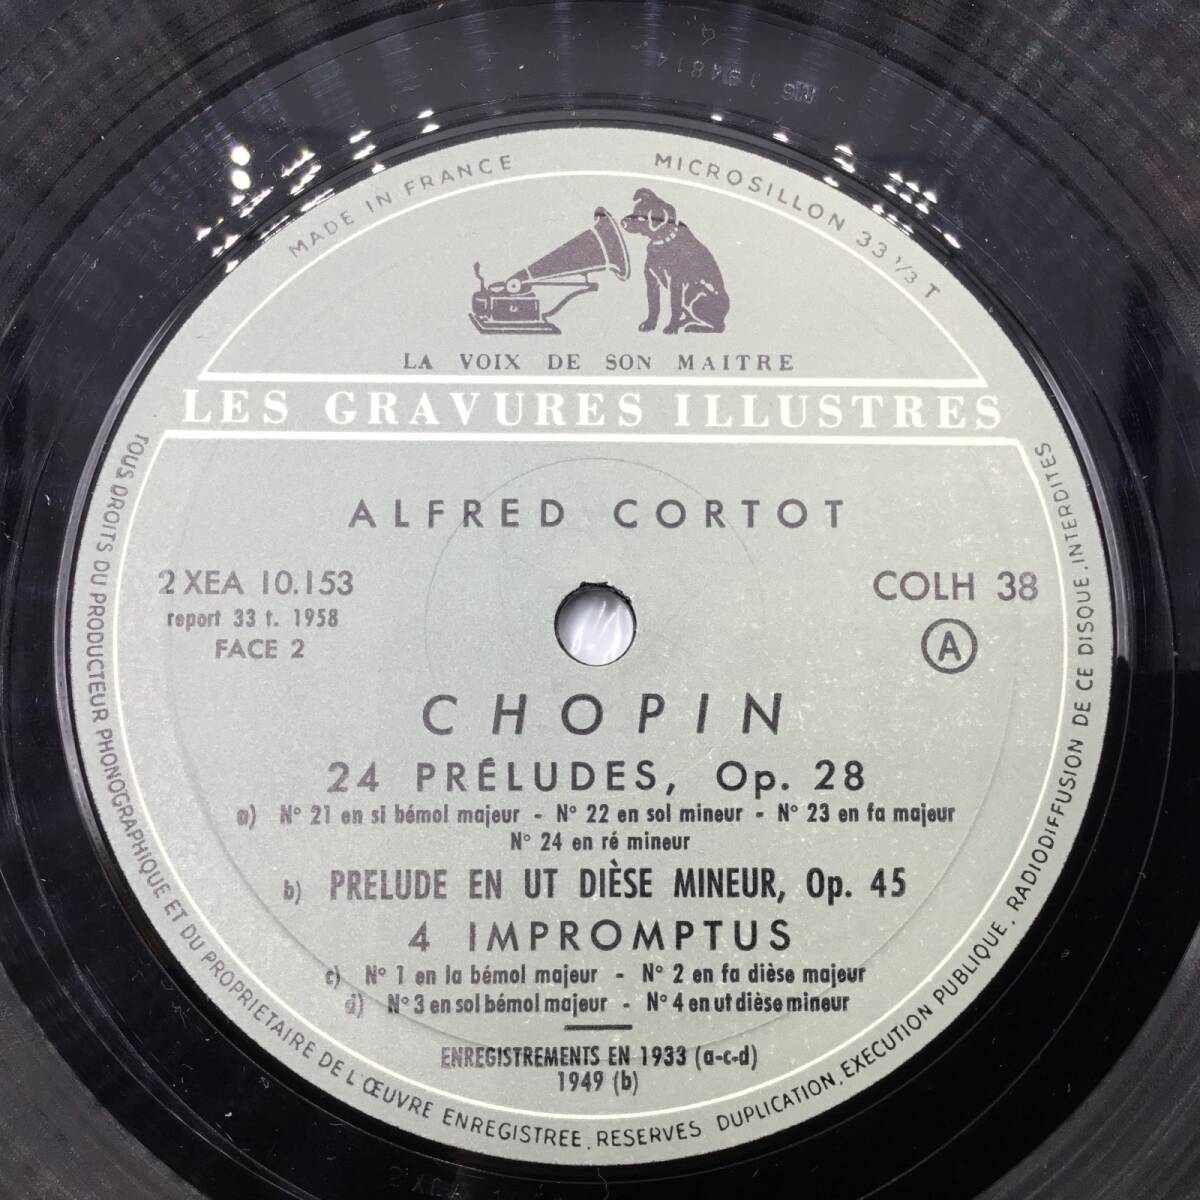 MS 194814
MADE IN FRANCE
MICROSILLON 33 1/3 T
LA VOIX DE SON MAITRE
LES GRAVURES ILLUSTRES
ALFRED CORTOT
2 XEA 10.153
report 33 t. 1958
FACE 2
COLH 38
A
CHOPIN
24 PRÉLUDES, Op. 28
a) N° 21 en si bémol majeur - N° 22 en sol mineur - N° 23 en fa majeur
N° 24 en ré mineur
b) PRELUDE EN UT DIÈSE MINEUR, Op. 45
4 IMPROMPTUS
c) N° 1 en la bémol majeur - N° 2 en fa dièse majeur
d) N° 3 en sol bémol majeur - N° 4 en ut dièse mineur
ENREGISTREMENTS EN 1933 (a-c-d)
1949 (b)
TOUS DROITS DU PRODUCTEUR PHONOGRAPHIQUE ET DU PROPRIETAIRE DE L'ŒUVRE ENREGISTREE, RESERVES DUPLICATION, EXECUTION PUBLIQUE, RADIODIFFUSION DE CE DISQUE, INTERDITES